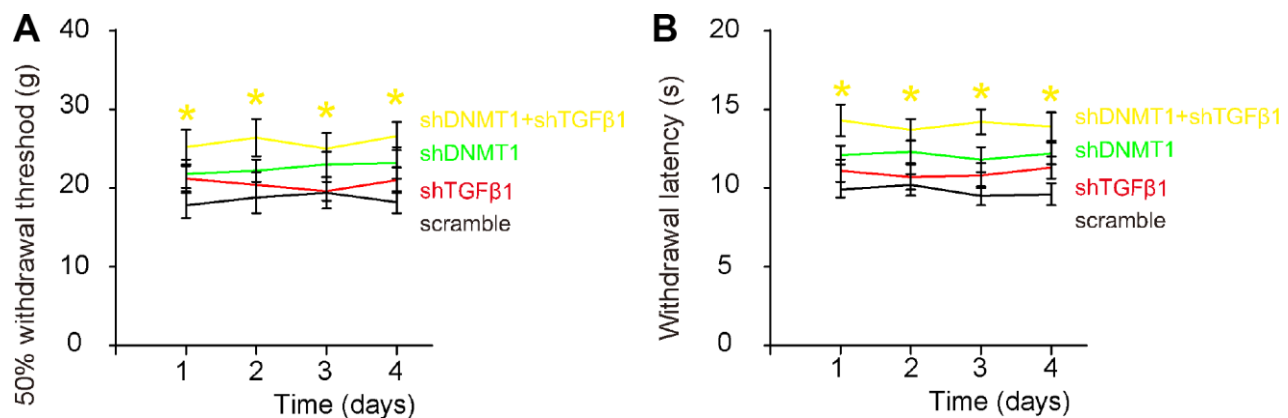 A
50% withdrawal threshod (g)
40
30
20
10
0
*
*
*
*
shDNMT1+shTGFβ1
shDNMT1
shTGFβ1
scramble
1 2 3 4
Time (days)
B
Withdrawal latency (s)
20
15
10
5
0
*
*
*
*
shDNMT1+shTGFβ1
shDNMT1
shTGFβ1
scramble
1 2 3 4
Time (days)